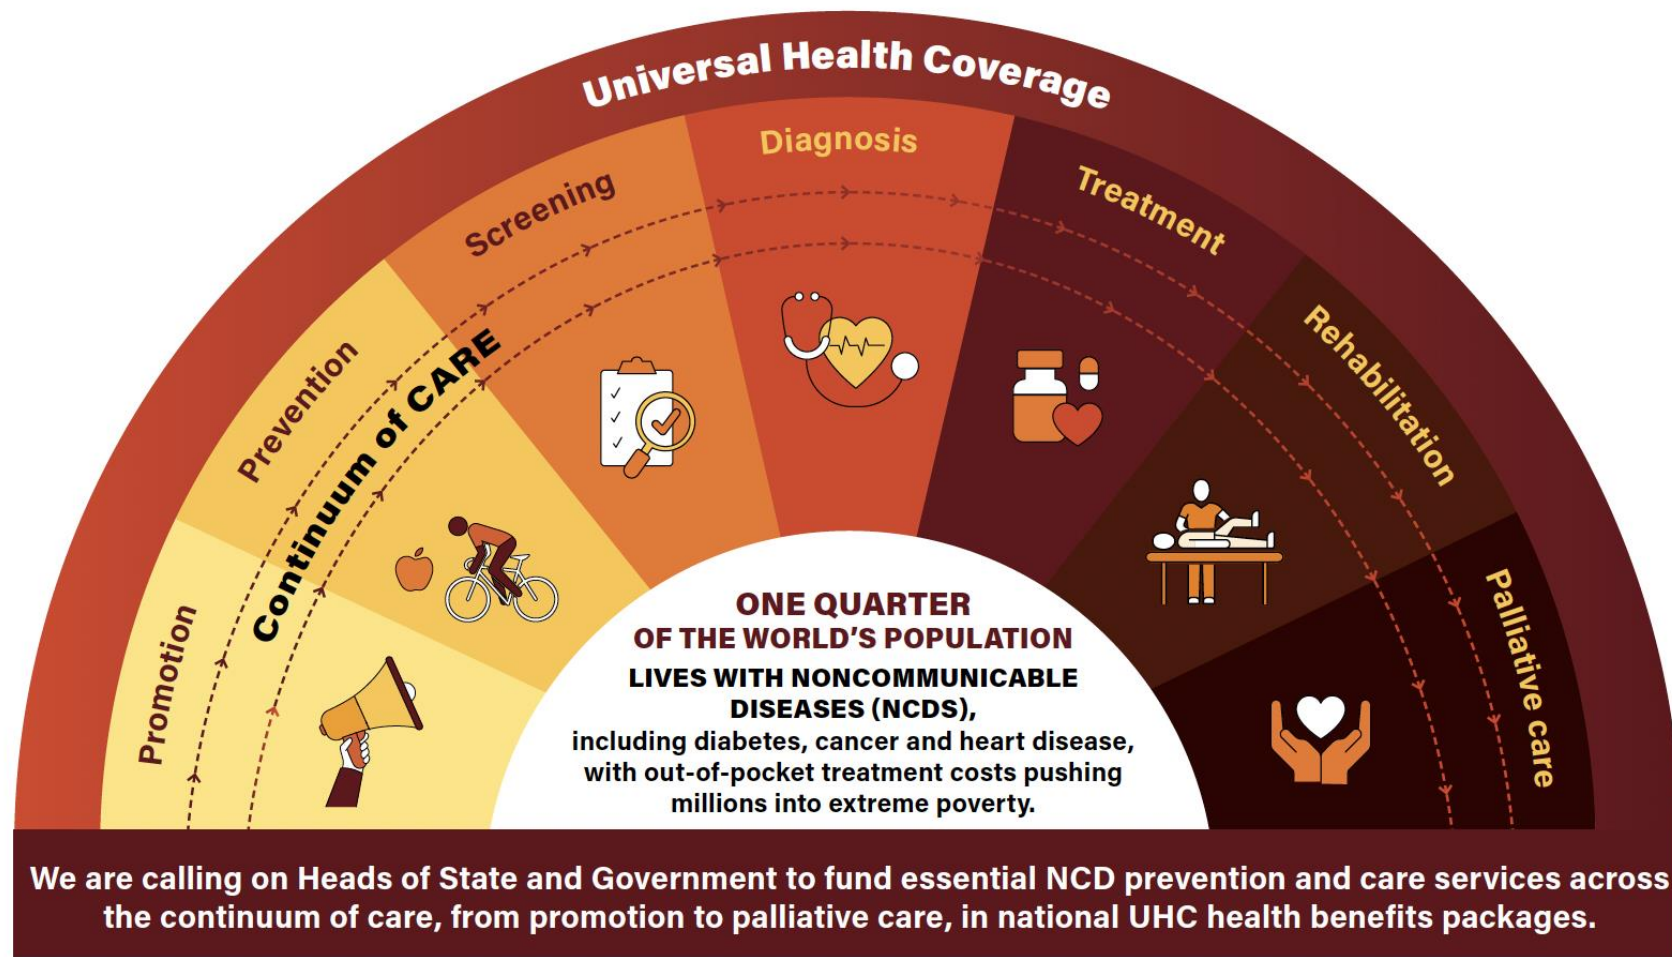 Universal Health Coverage
Promotion
Prevention
Screening
Diagnosis
Treatment
Rehabilitation
Palliative care
Continuum of CARE
ONE QUARTER
OF THE WORLD'S POPULATION
LIVES WITH NONCOMMUNICABLE
DISEASES (NCDS),
including diabetes, cancer and heart disease,
with out-of-pocket treatment costs pushing
millions into extreme poverty.
We are calling on Heads of State and Government to fund essential NCD prevention and care services across
the continuum of care, from promotion to palliative care, in national UHC health benefits packages.